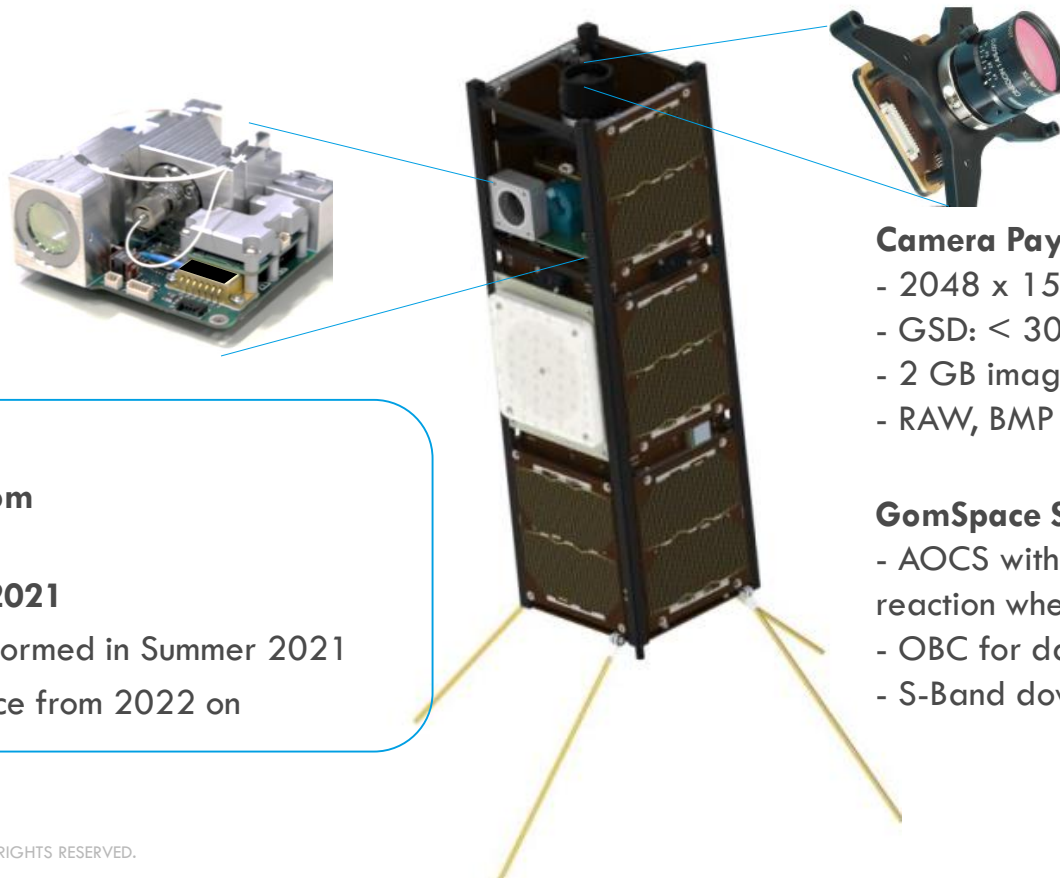 Camera Pay
- 2048 x 15
- GSD: < 30
- 2 GB imag
- RAW, BMP
om
2021
ormed in Summer 2021
ce from 2022 on
GomSpace S
- AOCS with
reaction whe
- OBC for da
- S-Band dov
RIGHTS RESERVED.